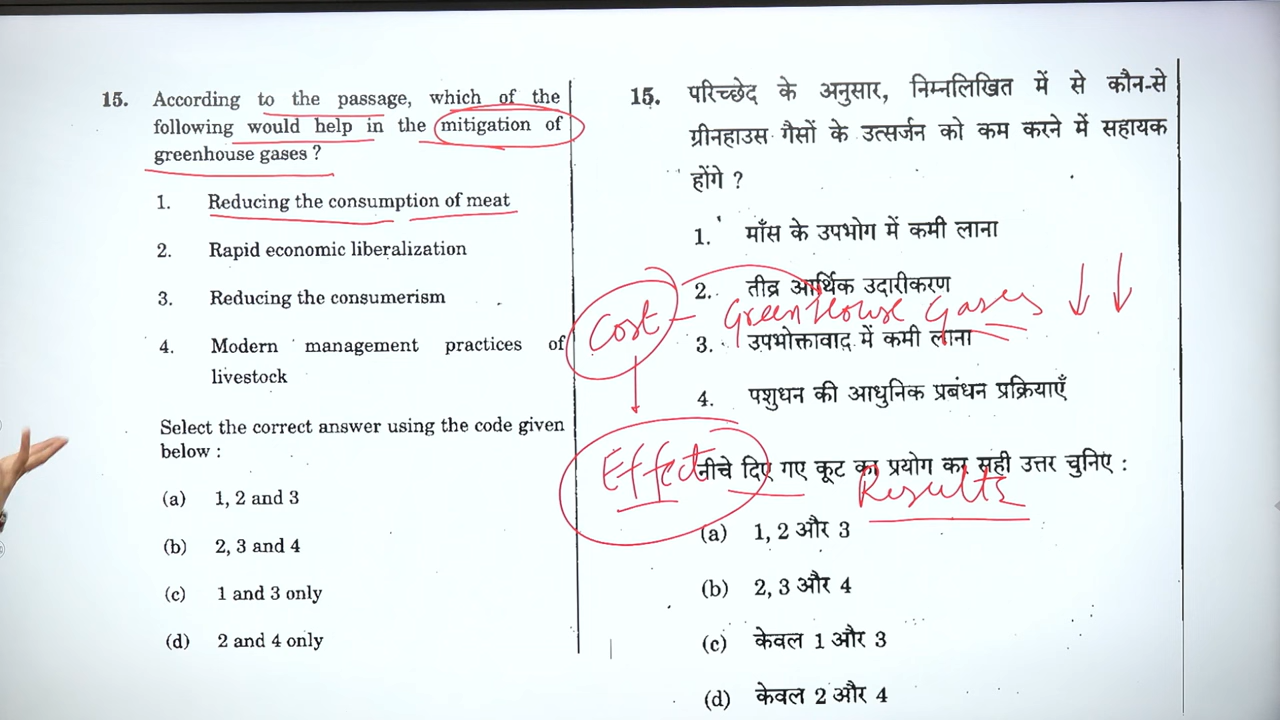 15. According to the passage, which of the
following would help in the mitigation of
greenhouse gases ?
1. Reducing the consumption of meat
2. Rapid economic liberalization
3. Reducing the consumerism
4. Modern management practices of
livestock
Select the correct answer using the code given
below :
(a) 1, 2 and 3
(b) 2, 3 and 4
(c) 1 and 3 only
(d) 2 and 4 only
15. परिच्छेद के अनुसार, निम्नलिखित में से कौन-से
ग्रीनहाउस गैसों के उत्सर्जन को कम करने में सहायक
होंगे ?
1. माँस के उपभोग में कमी लाना
2. तीव्र आर्थिक उदारीकरण
Cost - GreenHouse Gases ↓ ↓
3. उपभोक्तावाद में कमी लाना
4. पशुधन की आधुनिक प्रबंधन प्रक्रियाएँ
Effect
नीचे दिए गए कूट का प्रयोग कर सही उत्तर चुनिए :
Results
(a) 1, 2 और 3
(b) 2, 3 और 4
(c) केवल 1 और 3
(d) केवल 2 और 4